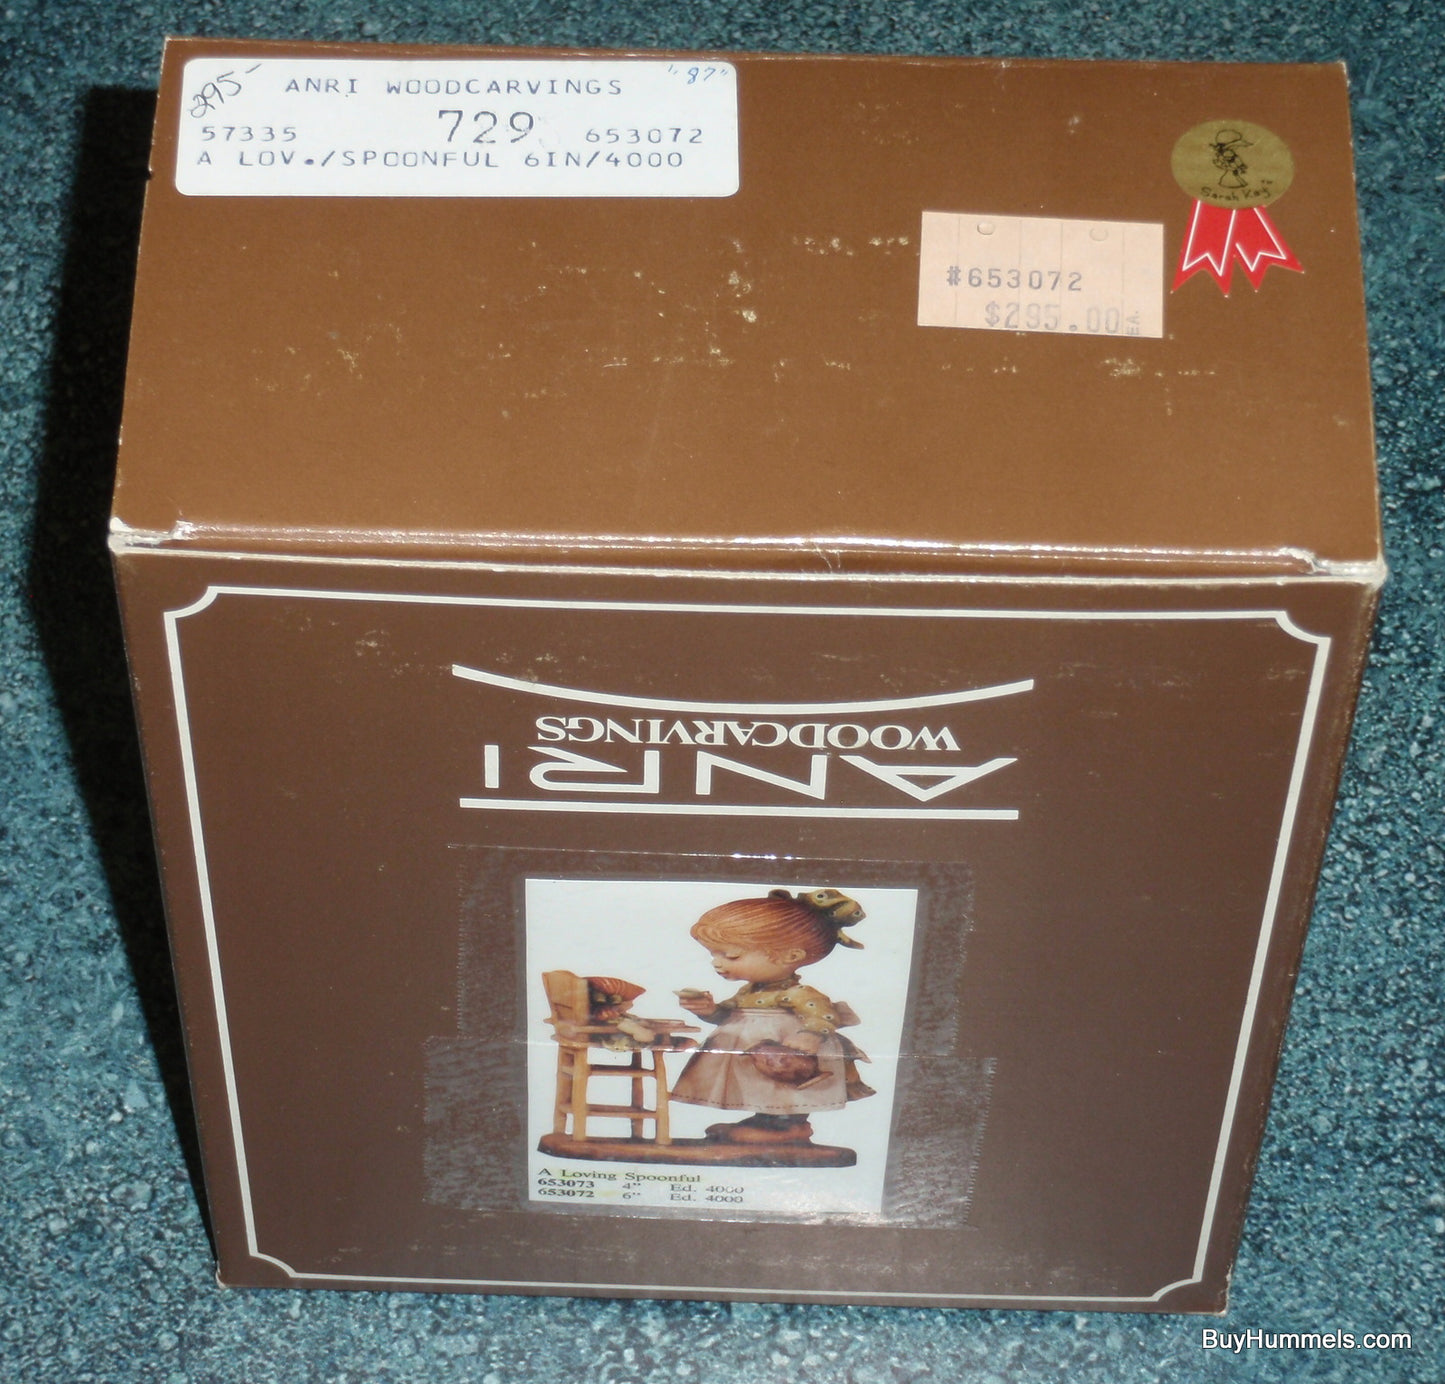 295-
ANRI WOODCARVINGS
"87"
57335 729 653072
A LOV./SPOONFUL 6IN/4000
Sarah Kay's
#653072
$295.00 EA.
ANRI
WOODCARVINGS
A Loving Spoonful
653073 4" Ed. 4000
653072 6" Ed. 4000
BuyHummels.com